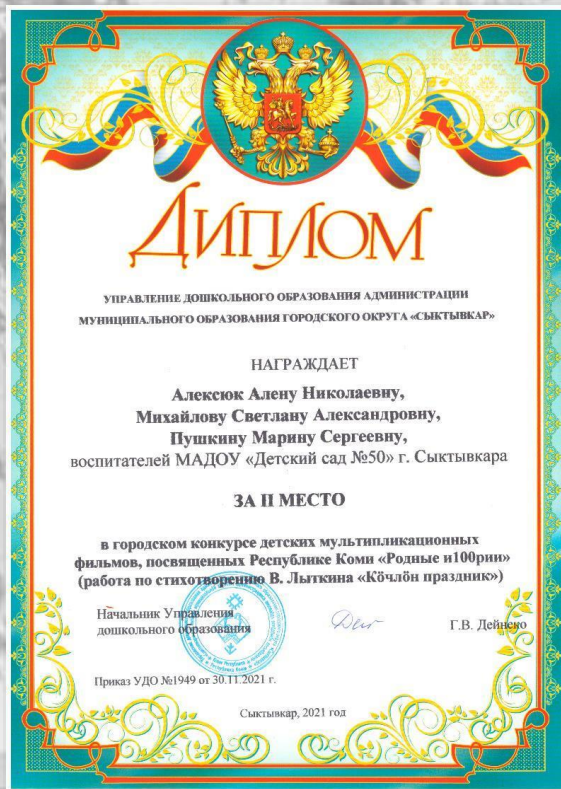 ДИПЛОМ
УПРАВЛЕНИЕ ДОШКОЛЬНОГО ОБРАЗОВАНИЯ АДМИНИСТРАЦИИ
МУНИЦИПАЛЬНОГО ОБРАЗОВАНИЯ ГОРОДСКОГО ОКРУГА «СЫКТЫВКАР»
НАГРАЖДАЕТ
Алексюк Алену Николаевну,
Михайлову Светлану Александровну,
Пушкину Марину Сергеевну,
воспитателей МАДОУ «Детский сад №50» г. Сыктывкара
ЗА II МЕСТО
в городском конкурсе детских мультипликационных
фильмов, посвященных Республике Коми «Родные и100рии»
(работа по стихотворению В. Лыткина «Кӧчлӧн праздник»)
Начальник Управления
дошкольного образования
Г.В. Дейнеко
Приказ УДО №1949 от 30.11.2021 г.
Сыктывкар, 2021 год